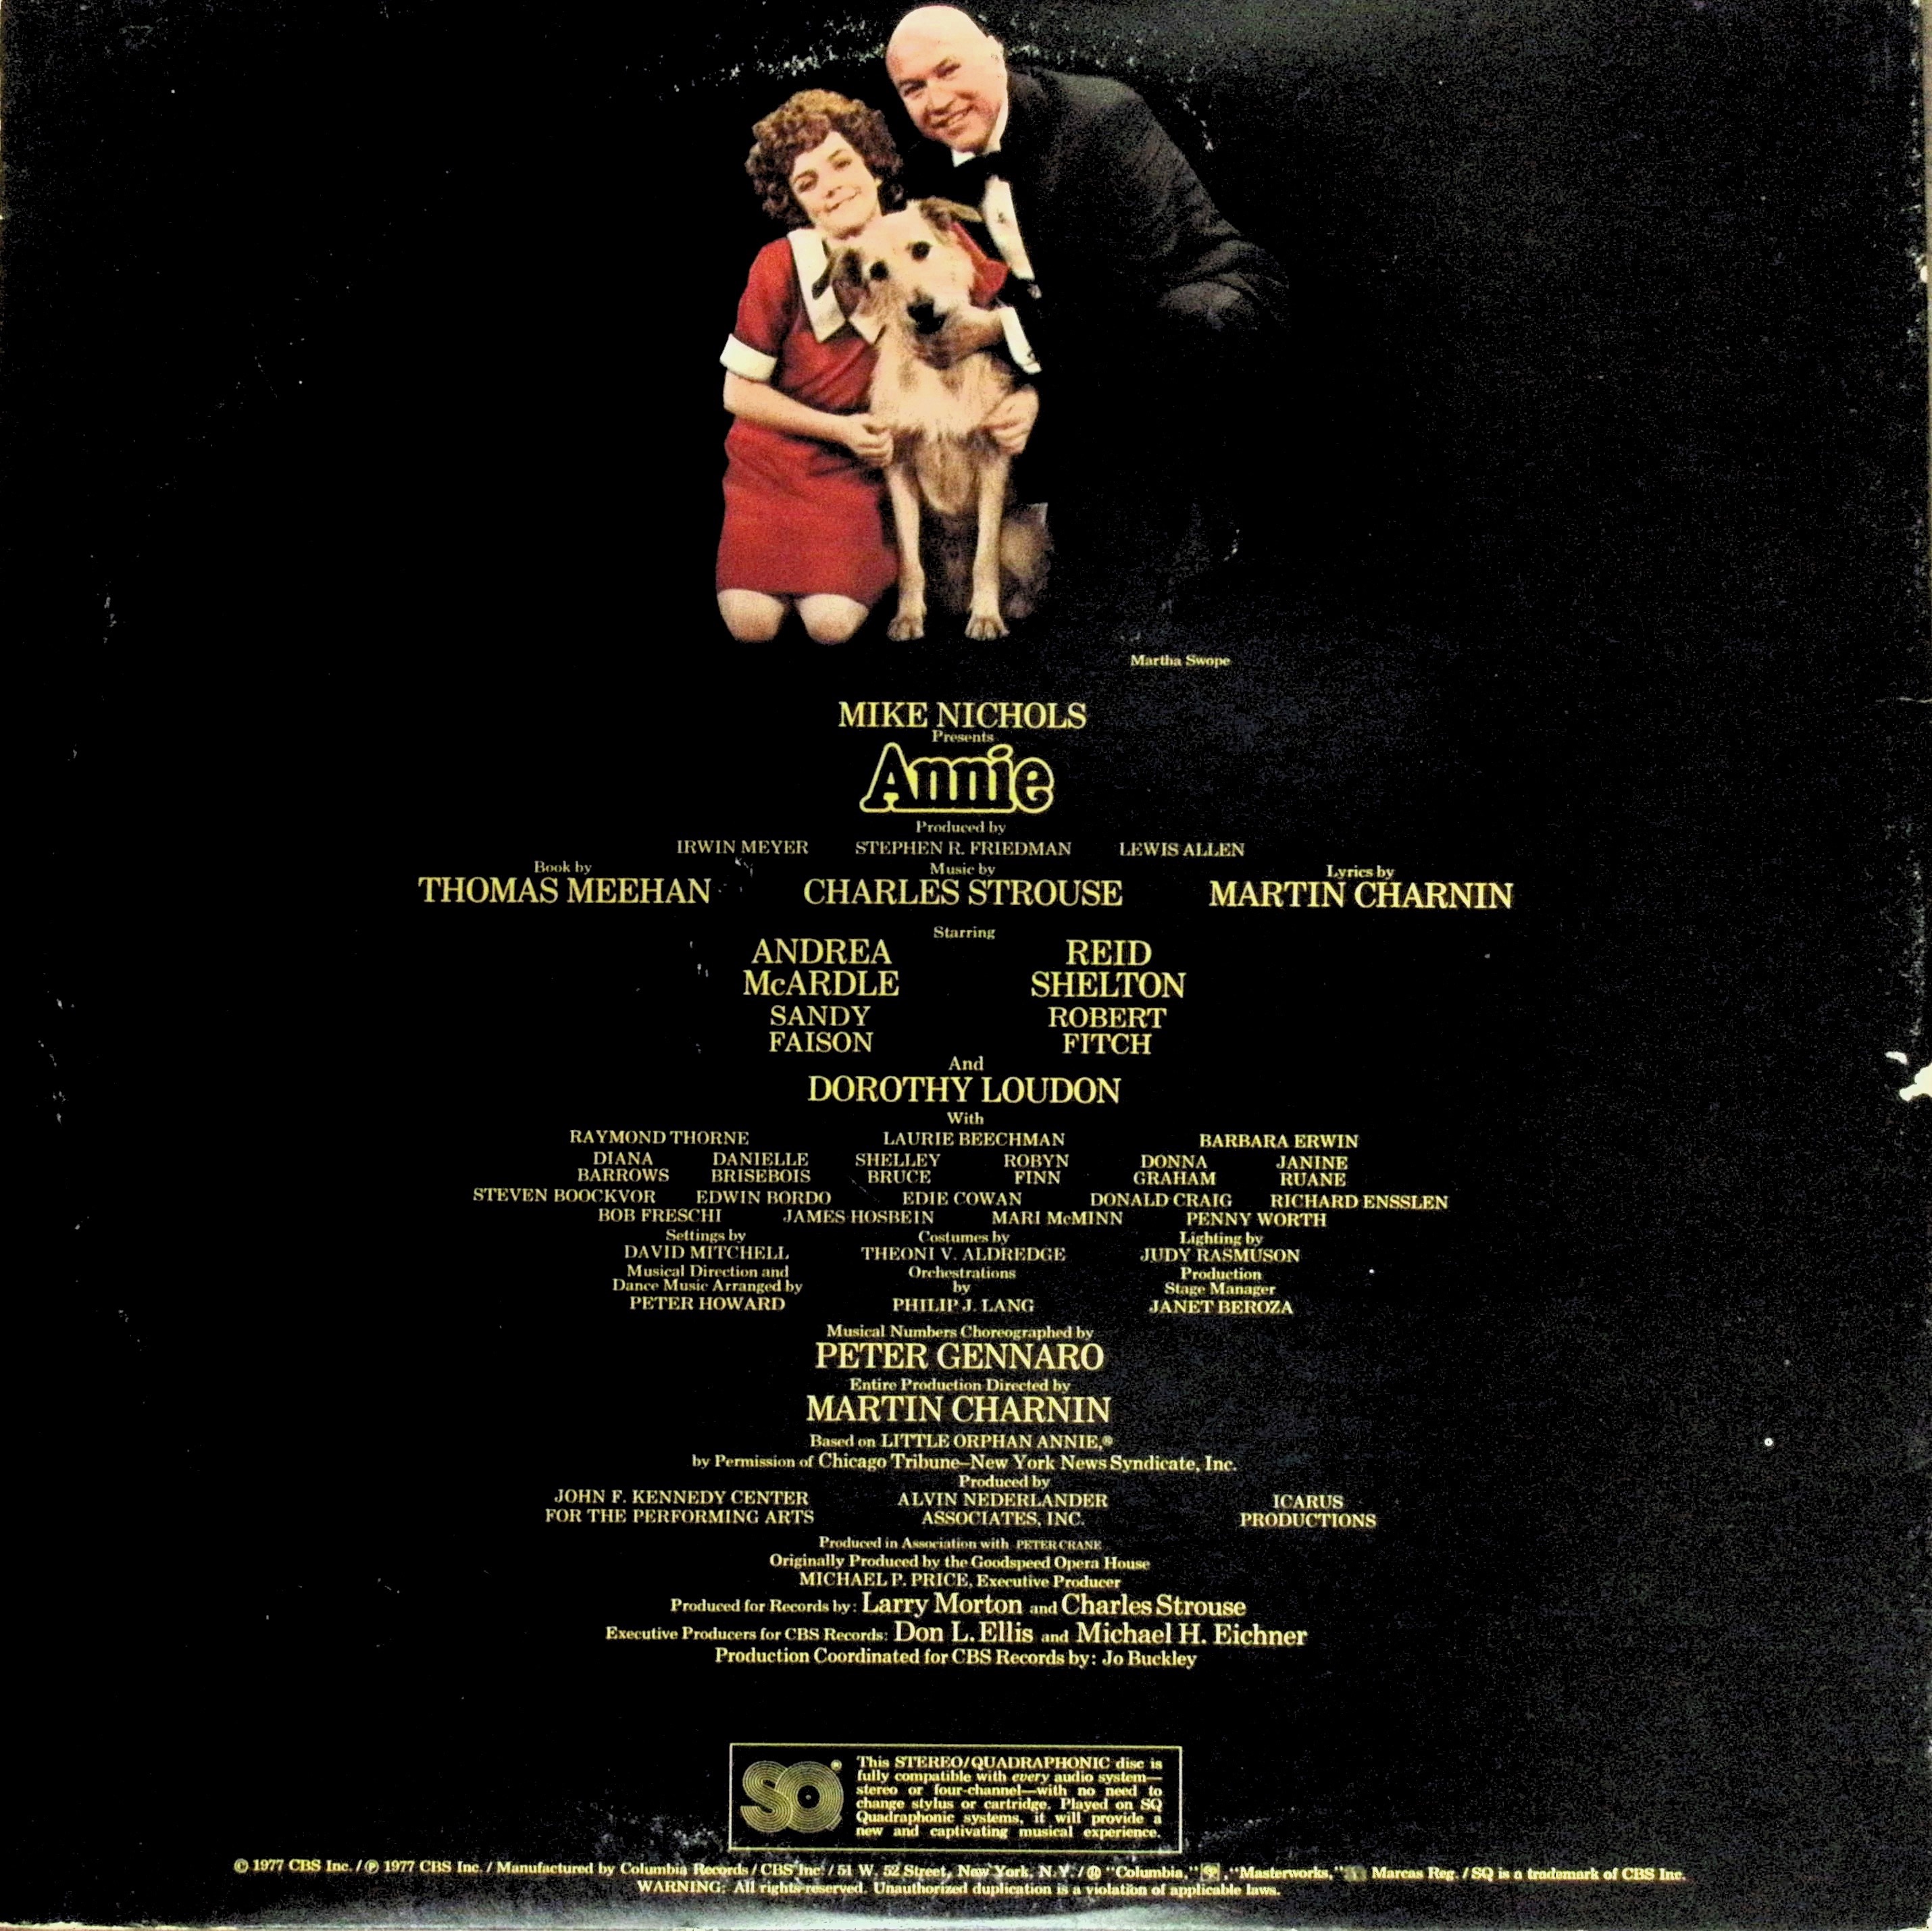 Martha Swope
MIKE NICHOLS
Presents
Annie
Produced by
IRWIN MEYER STEPHEN R. FRIEDMAN LEWIS ALLEN
Book by Music by Lyrics by
THOMAS MEEHAN CHARLES STROUSE MARTIN CHARNIN
Starring
ANDREA REID
McARDLE SHELTON
SANDY ROBERT
FAISON FITCH
And
DOROTHY LOUDON
With
RAYMOND THORNE LAURIE BEECHMAN BARBARA ERWIN
DIANA DANIELLE SHELLEY ROBYN DONNA JANINE
BARROWS BRISEBOIS BRUCE FINN GRAHAM RUANE
STEVEN BOOCKVOR EDWIN BORDO EDIE COWAN DONALD CRAIG RICHARD ENSSLEN
BOB FRESCHI JAMES HOSBEIN MARI McMINN PENNY WORTH
Settings by Costumes by Lighting by
DAVID MITCHELL THEONI V. ALDREDGE JUDY RASMUSON
Musical Direction and Orchestrations Production
Dance Music Arranged by by Stage Manager
PETER HOWARD PHILIP J. LANG JANET BEROZA
Musical Numbers Choreographed by
PETER GENNARO
Entire Production Directed by
MARTIN CHARNIN
Based on LITTLE ORPHAN ANNIE,®
by Permission of Chicago Tribune–New York News Syndicate, Inc.
Produced by
JOHN F. KENNEDY CENTER ALVIN NEDERLANDER ICARUS
FOR THE PERFORMING ARTS ASSOCIATES, INC. PRODUCTIONS
Produced in Association with PETER CRANE
Originally Produced by the Goodspeed Opera House
MICHAEL P. PRICE, Executive Producer
Produced for Records by: Larry Morton and Charles Strouse
Executive Producers for CBS Records: Don L. Ellis and Michael H. Eichner
Production Coordinated for CBS Records by: Jo Buckley
SQ®
This STEREO/QUADRAPHONIC disc is
fully compatible with every audio system—
stereo or four-channel—with no need to
change stylus or cartridge. Played on SQ
Quadraphonic systems, it will provide a
new and captivating musical experience.
© 1977 CBS Inc. / ℗ 1977 CBS Inc. / Manufactured by Columbia Records / CBS Inc. / 51 W. 52 Street, New York, N.Y. / "Columbia," , "Masterworks," Marcas Reg. / SQ is a trademark of CBS Inc.
WARNING: All rights reserved. Unauthorized duplication is a violation of applicable laws.